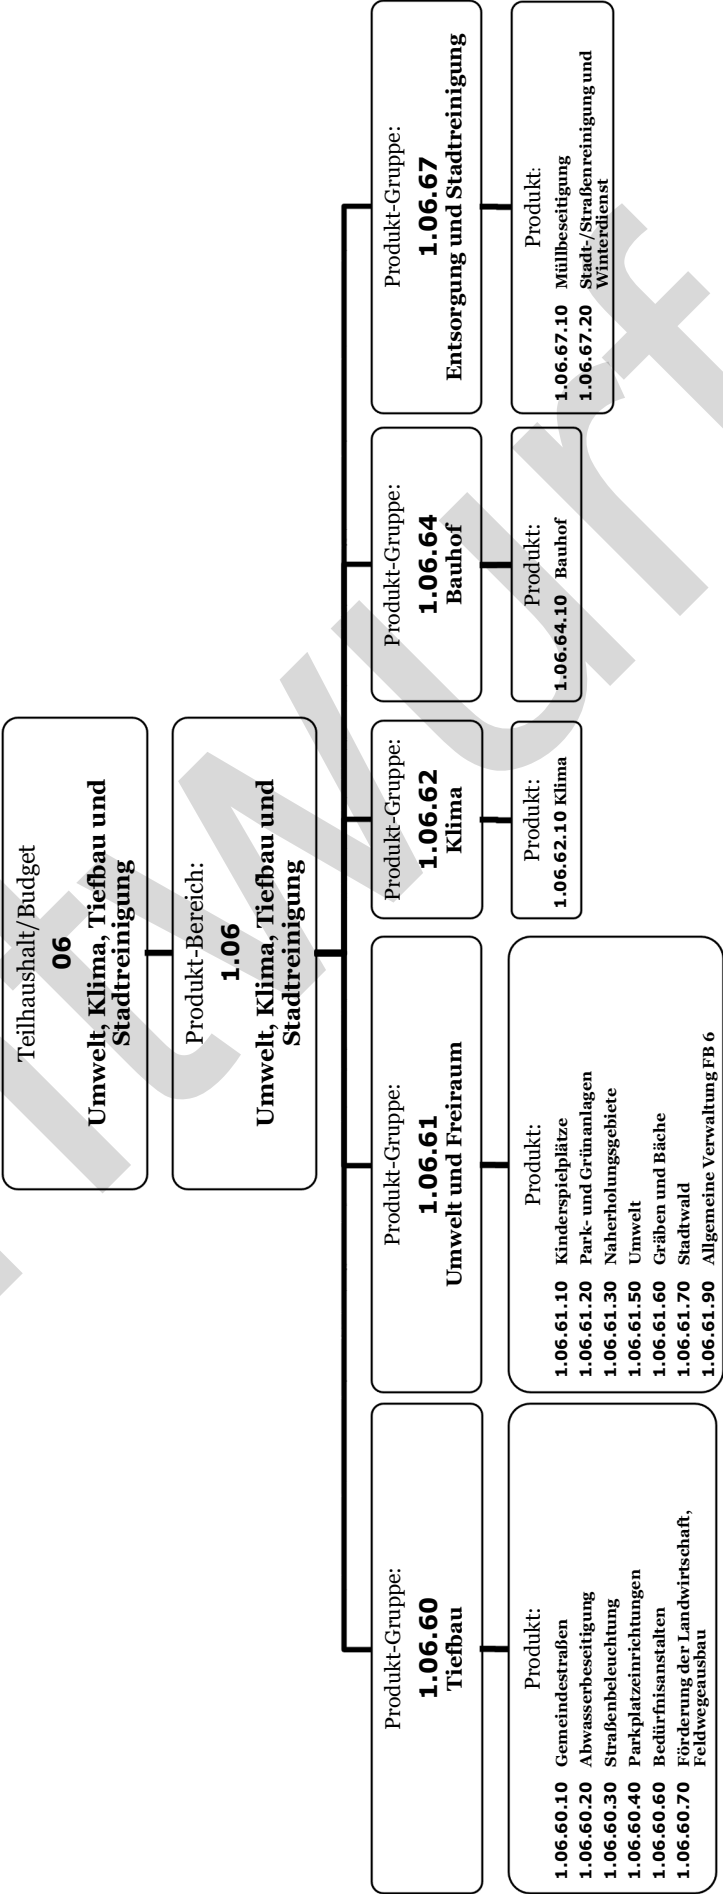 Teilhaushalt/Budget
06
Umwelt, Klima, Tiefbau und
Stadtreinigung
Produkt-Bereich:
1.06
Umwelt, Klima, Tiefbau und
Stadtreinigung
Produkt-Gruppe:
1.06.60
Tiefbau
Produkt-Gruppe:
1.06.61
Umwelt und Freiraum
Produkt-Gruppe:
1.06.62
Klima
Produkt-Gruppe:
1.06.64
Bauhof
Produkt-Gruppe:
1.06.67
Entsorgung und Stadtreinigung
Produkt:
1.06.60.10 Gemeindestraßen
1.06.60.20 Abwasserbeseitigung
1.06.60.30 Straßenbeleuchtung
1.06.60.40 Parkplatzeinrichtungen
1.06.60.60 Bedürfnisanstalten
1.06.60.70 Förderung der Landwirtschaft,
Feldwegeausbau
Produkt:
1.06.61.10 Kinderspielplätze
1.06.61.20 Park- und Grünanlagen
1.06.61.30 Naherholungsgebiete
1.06.61.50 Umwelt
1.06.61.60 Gräben und Bäche
1.06.61.70 Stadtwald
1.06.61.90 Allgemeine Verwaltung FB 6
Produkt:
1.06.62.10 Klima
Produkt:
1.06.64.10 Bauhof
Produkt:
1.06.67.10 Müllbeseitigung
1.06.67.20 Stadt-/Straßenreinigung und
Winterdienst
twurf